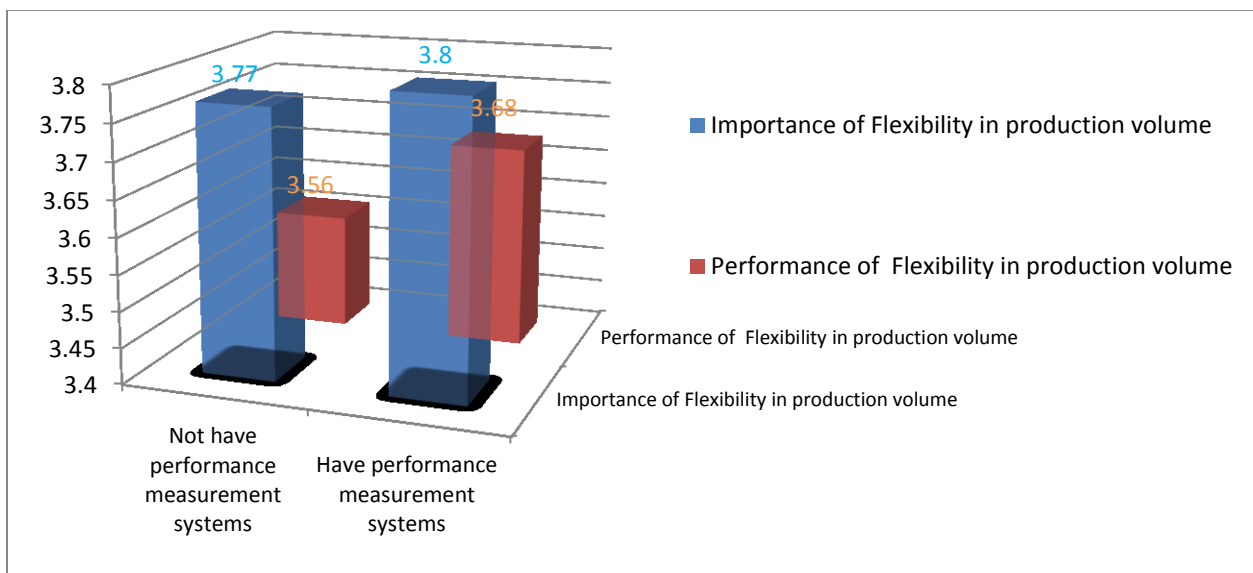 3.8
3.75
3.7
3.65
3.6
3.55
3.5
3.45
3.4
3.77
3.56
3.8
3.68
Not have
performance
measurement
systems
Have performance
measurement
systems
Performance of  Flexibility in production volume
Importance of Flexibility in production volume
Importance of Flexibility in production volume
Performance of  Flexibility in production volume